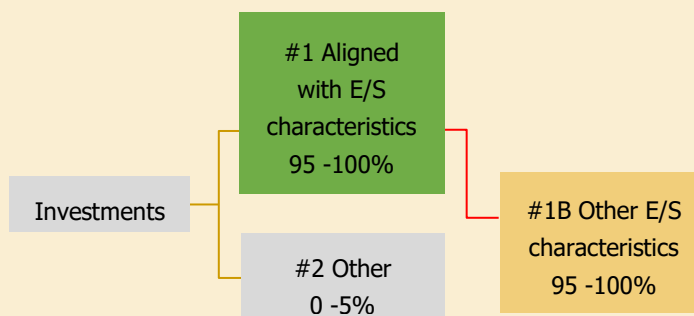 #1 Aligned
with E/S
characteristics
95 -100%
Investments
#1B Other E/S
characteristics
95 -100%
#2 Other
0 -5%